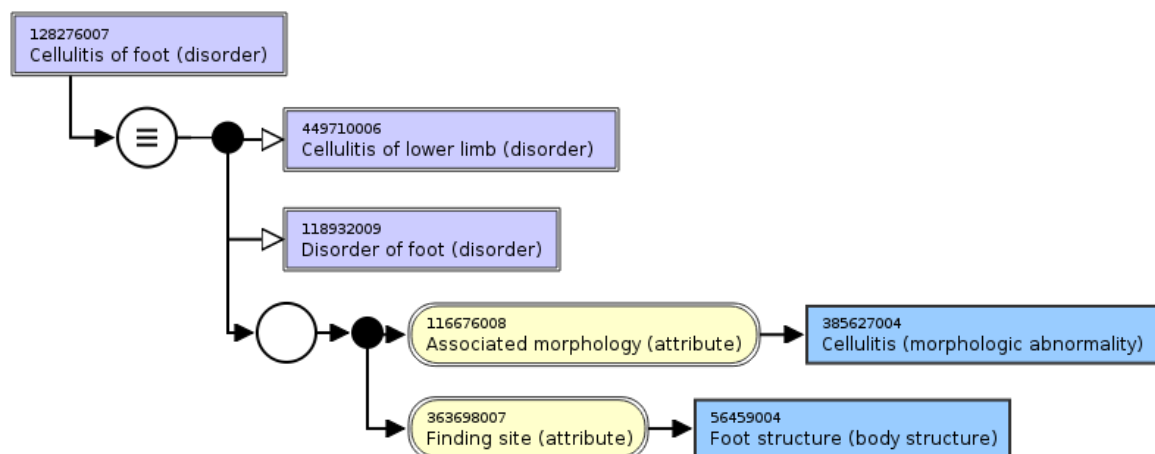 128276007
Cellulitis of foot (disorder)
449710006
Cellulitis of lower limb (disorder)
118932009
Disorder of foot (disorder)
116676008
Associated morphology (attribute)
385627004
Cellulitis (morphologic abnormality)
363698007
Finding site (attribute)
56459004
Foot structure (body structure)